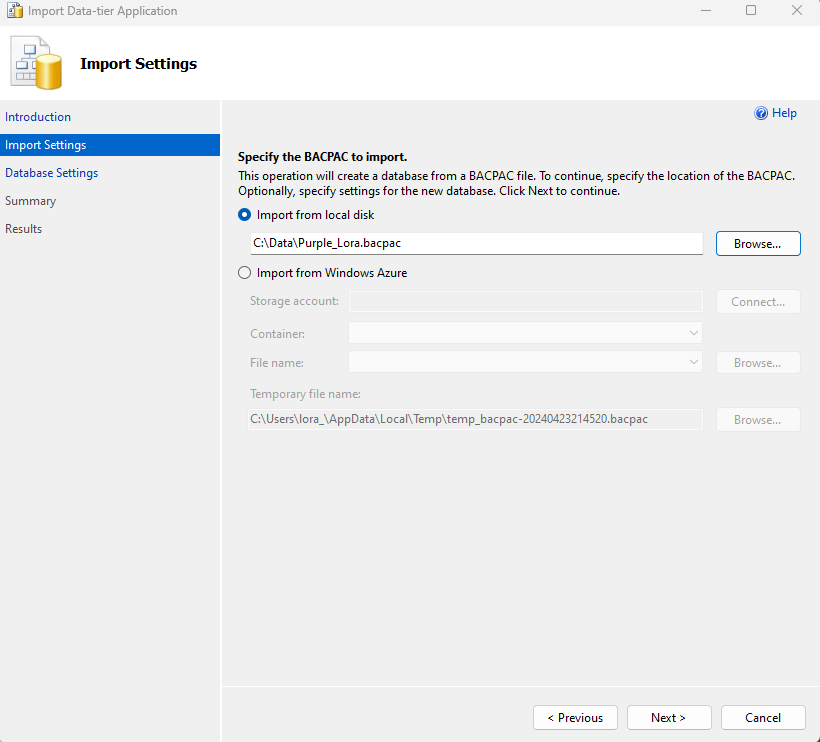 Import Data-tier Application
Import Settings
Introduction
Import Settings
Database Settings
Summary
Results
Help
Specify the BACPAC to import.
This operation will create a database from a BACPAC file. To continue, specify the location of the BACPAC.
Optionally, specify settings for the new database. Click Next to continue.
Import from local disk
C:\Data\Purple_Lora.bacpac
Browse...
Import from Windows Azure
Storage account:
Connect...
Container:
File name:
Browse...
Temporary file name:
C:\Users\lora_\AppData\Local\Temp\temp_bacpac-20240423214520.bacpac
Browse...
< Previous
Next >
Cancel